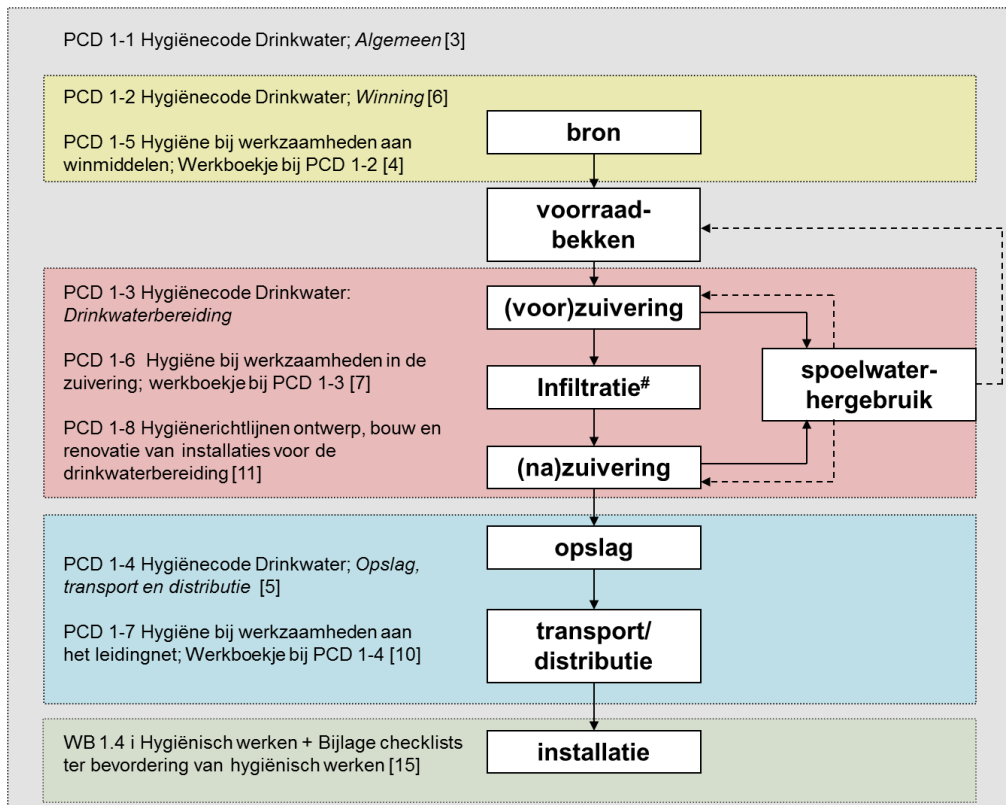 PCD 1-1 Hygiënecode Drinkwater; Algemeen [3]
PCD 1-2 Hygiënecode Drinkwater; Winning [6]
PCD 1-5 Hygiëne bij werkzaamheden aan
winmiddelen; Werkboekje bij PCD 1-2 [4]
bron
voorraad-
bekken
PCD 1-3 Hygiënecode Drinkwater:
Drinkwaterbereiding
PCD 1-6 Hygiëne bij werkzaamheden in de
zuivering; werkboekje bij PCD 1-3 [7]
PCD 1-8 Hygiënerichtlijnen ontwerp, bouw en
renovatie van installaties voor de
drinkwaterbereiding [11]
(voor)zuivering
Infiltratie#
(na)zuivering
spoelwater-
hergebruik
PCD 1-4 Hygiënecode Drinkwater; Opslag,
transport en distributie [5]
PCD 1-7 Hygiëne bij werkzaamheden aan
het leidingnet; Werkboekje bij PCD 1-4 [10]
opslag
transport/
distributie
WB 1.4 i Hygiënisch werken + Bijlage checklists
ter bevordering van hygiënisch werken [15]
installatie